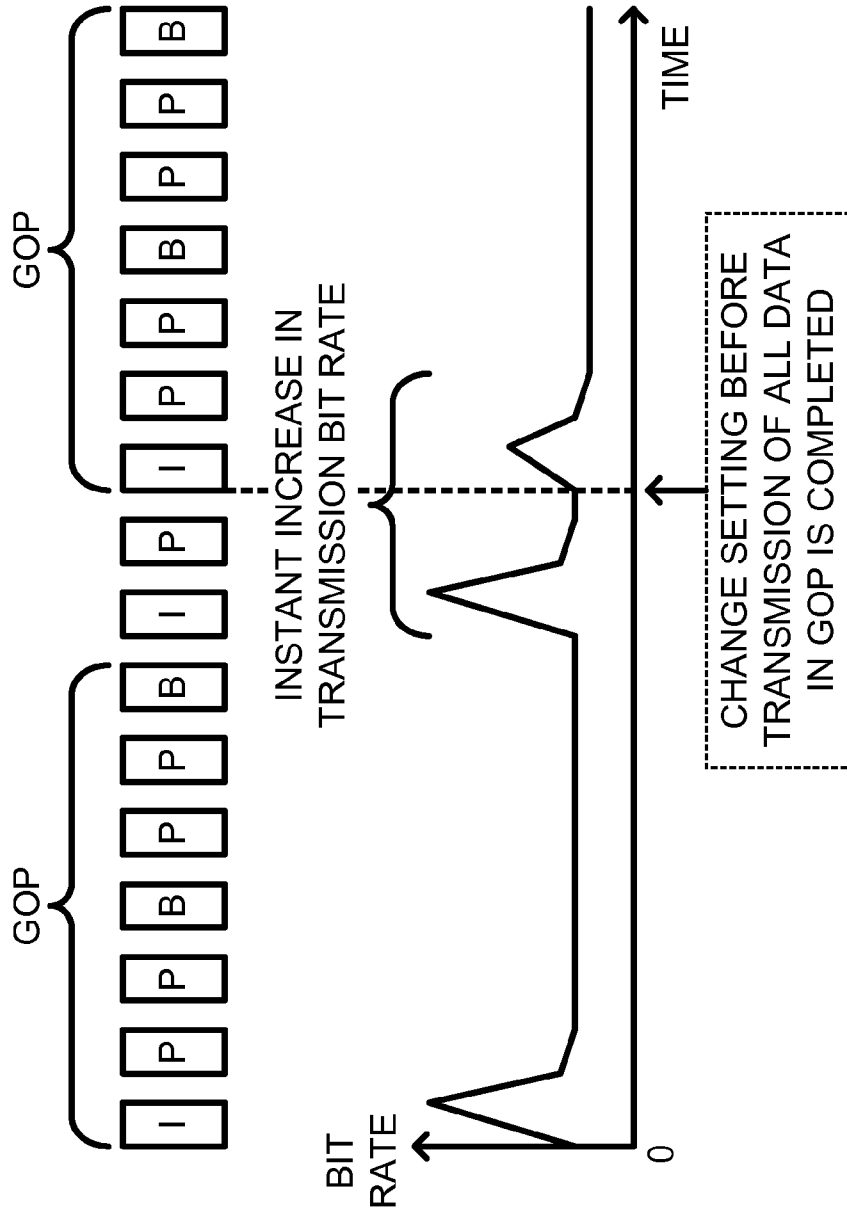 GOP GOP
I P P B P P B I P I P P B P P B
INSTANT INCREASE IN
TRANSMISSION BIT RATE
BIT
RATE
0
TIME
CHANGE SETTING BEFORE
TRANSMISSION OF ALL DATA
IN GOP IS COMPLETED